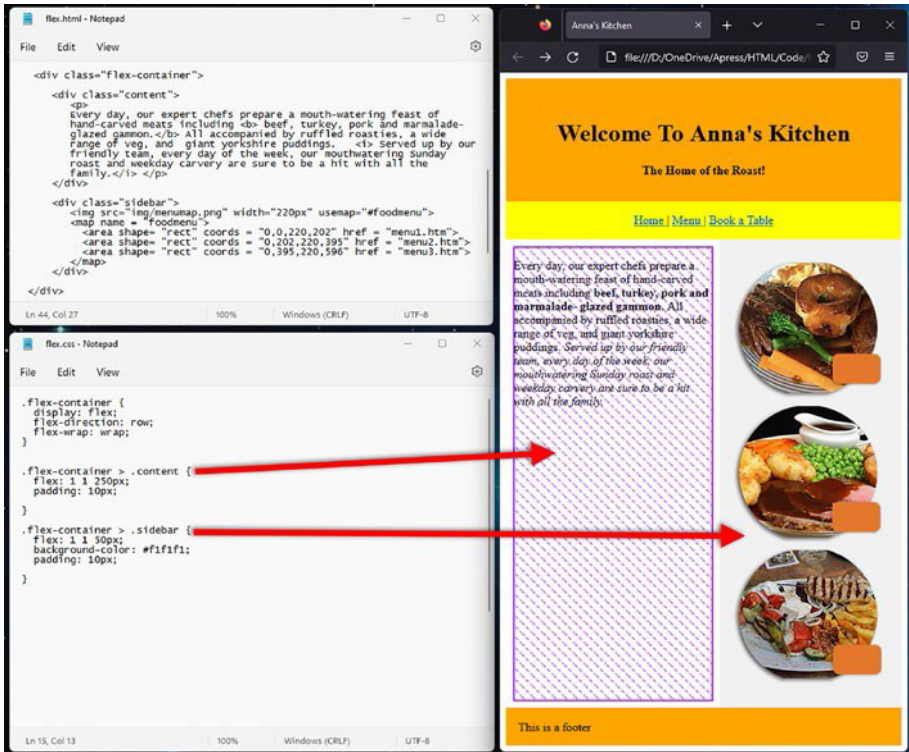 flex.html - Notepad
File Edit View
<div class="flex-container">
<div class="content">
<p>
Every day, our expert chefs prepare a mouth-watering feast of
hand-carved meats including <b> beef, turkey, pork and marmalade-
glazed gammon.</b> All accompanied by ruffled roasties, a wide
range of veg, and giant yorkshire puddings. <i> Served up by our
friendly team, every day of the week, our mouthwatering Sunday
roast and weekday carvery are sure to be a hit with all the
family.</i> </p>
</div>
<div class="sidebar">
<img src="img/menumap.png" width="220px" usemap="#foodmenu">
<map name = "foodmenu">
<area shape= "rect" coords = "0,0,220,202" href = "menu1.htm">
<area shape= "rect" coords = "0,202,220,395" href = "menu2.htm">
<area shape= "rect" coords = "0,395,220,596" href = "menu3.htm">
</map>
</div>
</div>
Ln 44, Col 27 100% Windows (CRLF) UTF-8
flex.css - Notepad
File Edit View
.flex-container {
display: flex;
flex-direction: row;
flex-wrap: wrap;
}
.flex-container > .content {
flex: 1 1 250px;
padding: 10px;
}
.flex-container > .sidebar {
flex: 1 1 50px;
background-color: #f1f1f1;
padding: 10px;
}
Ln 15, Col 13 100% Windows (CRLF) UTF-8
Anna's Kitchen
file:///D:/OneDrive/Apress/HTML/Code/
Welcome To Anna's Kitchen
The Home of the Roast!
Home | Menu | Book a Table
Every day, our expert chefs prepare a
mouth-watering feast of hand-carved
meats including beef, turkey, pork and
marmalade- glazed gammon. All
accompanied by ruffled roasties, a wide
range of veg, and giant yorkshire
puddings. Served up by our friendly
team, every day of the week, our
mouthwatering Sunday roast and
weekday carvery are sure to be a hit
with all the family.
This is a footer